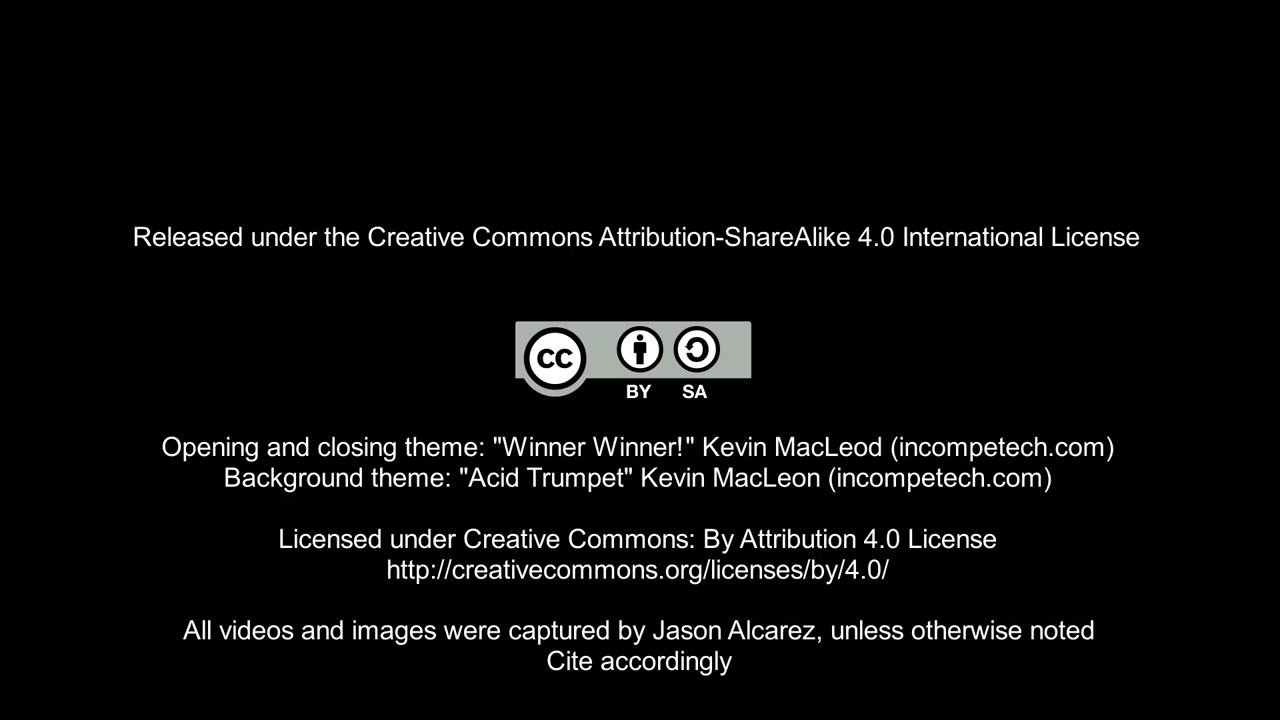 Released under the Creative Commons Attribution-ShareAlike 4.0 International License
CC
BY SA
Opening and closing theme: "Winner Winner!" Kevin MacLeod (incompetech.com)
Background theme: "Acid Trumpet" Kevin MacLeon (incompetech.com)
Licensed under Creative Commons: By Attribution 4.0 License
http://creativecommons.org/licenses/by/4.0/
All videos and images were captured by Jason Alcarez, unless otherwise noted
Cite accordingly